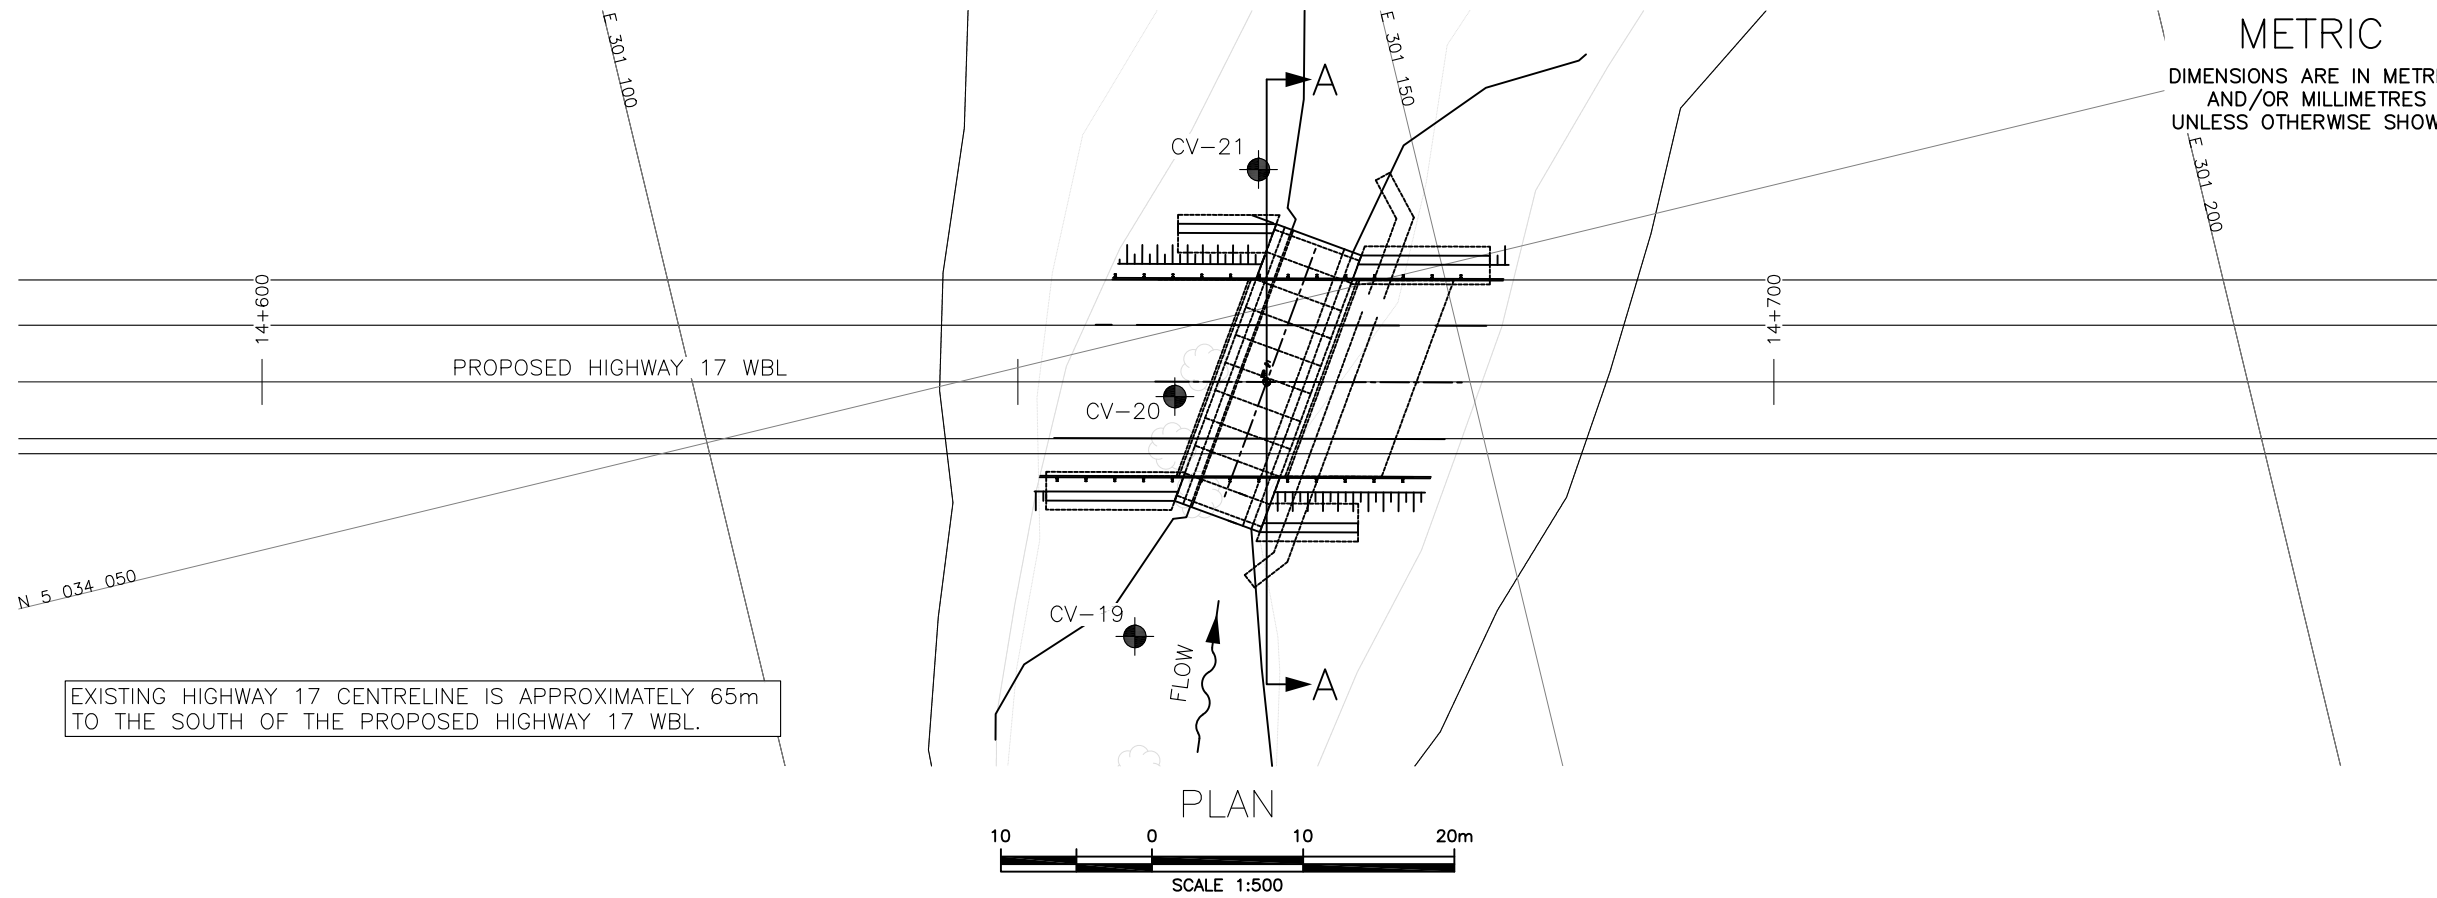 METRIC
DIMENSIONS ARE IN METR
AND/OR MILLIMETRES
UNLESS OTHERWISE SHOW
E 301 100
E 301 150
E 301 200
A
CV-21
14+600
14+700
PROPOSED HIGHWAY 17 WBL
CV-20
N 5 034 050
CV-19
FLOW
A
EXISTING HIGHWAY 17 CENTRELINE IS APPROXIMATELY 65m
TO THE SOUTH OF THE PROPOSED HIGHWAY 17 WBL.
PLAN
10 0 10 20m
SCALE 1:500